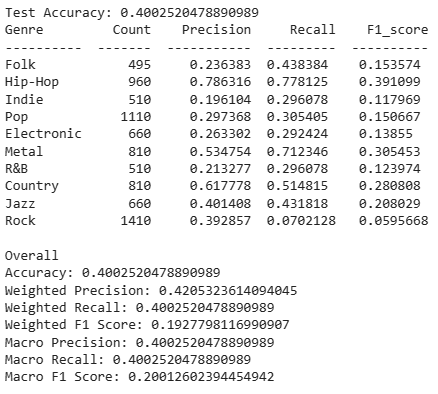 Test Accuracy: 0.4002520478890989
Genre Count Precision Recall F1_score
---------- ------- ----------- --------- ----------
Folk 495 0.236383 0.438384 0.153574
Hip-Hop 960 0.786316 0.778125 0.391099
Indie 510 0.196104 0.296078 0.117969
Pop 1110 0.297368 0.305405 0.150667
Electronic 660 0.263302 0.292424 0.13855
Metal 810 0.534754 0.712346 0.305453
R&B 510 0.213277 0.296078 0.123974
Country 810 0.617778 0.514815 0.280808
Jazz 660 0.401408 0.431818 0.208029
Rock 1410 0.392857 0.0702128 0.0595668
Overall
Accuracy: 0.4002520478890989
Weighted Precision: 0.4205323614094045
Weighted Recall: 0.4002520478890989
Weighted F1 Score: 0.1927798116990907
Macro Precision: 0.4002520478890989
Macro Recall: 0.4002520478890989
Macro F1 Score: 0.20012602394454942